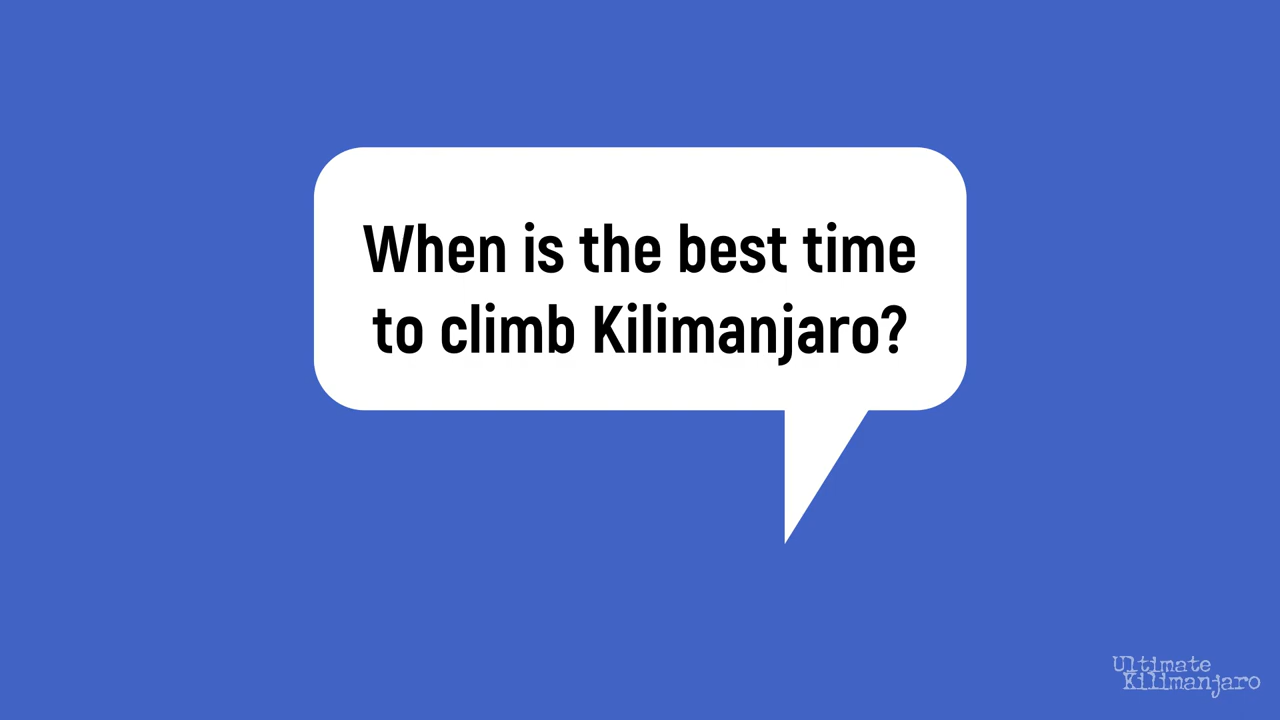 When is the best time
to climb Kilimanjaro?
Ultimate
Kilimanjaro